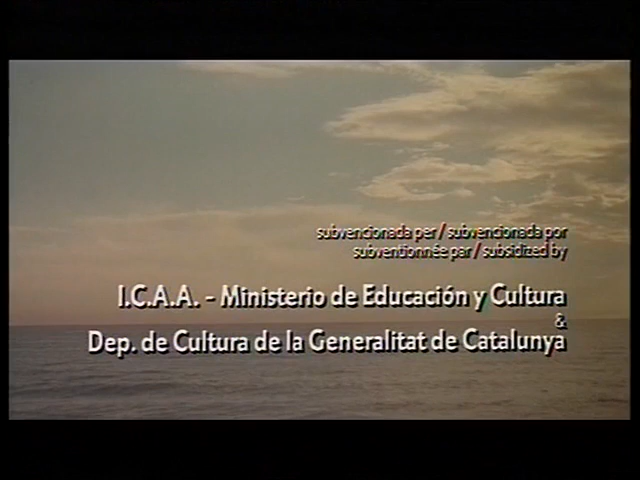 subvencionada per / subvencionada por
subventionnée par / subsidized by
I.C.A.A. - Ministerio de Educación y Cultura
&
Dep. de Cultura de la Generalitat de Catalunya